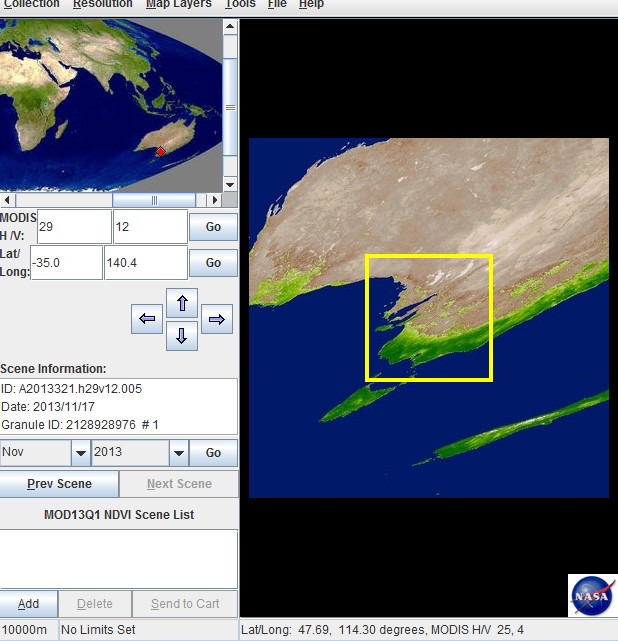 Collection Resolution Map Layers Tools File Help
MODIS
H /V: 29 12 Go
Lat/
Long: -35.0 140.4 Go
Scene Information:
ID: A2013321.h29v12.005
Date: 2013/11/17
Granule ID: 2128928976 # 1
Nov 2013 Go
Prev Scene Next Scene
MOD13Q1 NDVI Scene List
Add Delete Send to Cart
NASA
10000m No Limits Set Lat/Long: 47.69, 114.30 degrees, MODIS H/V 25, 4